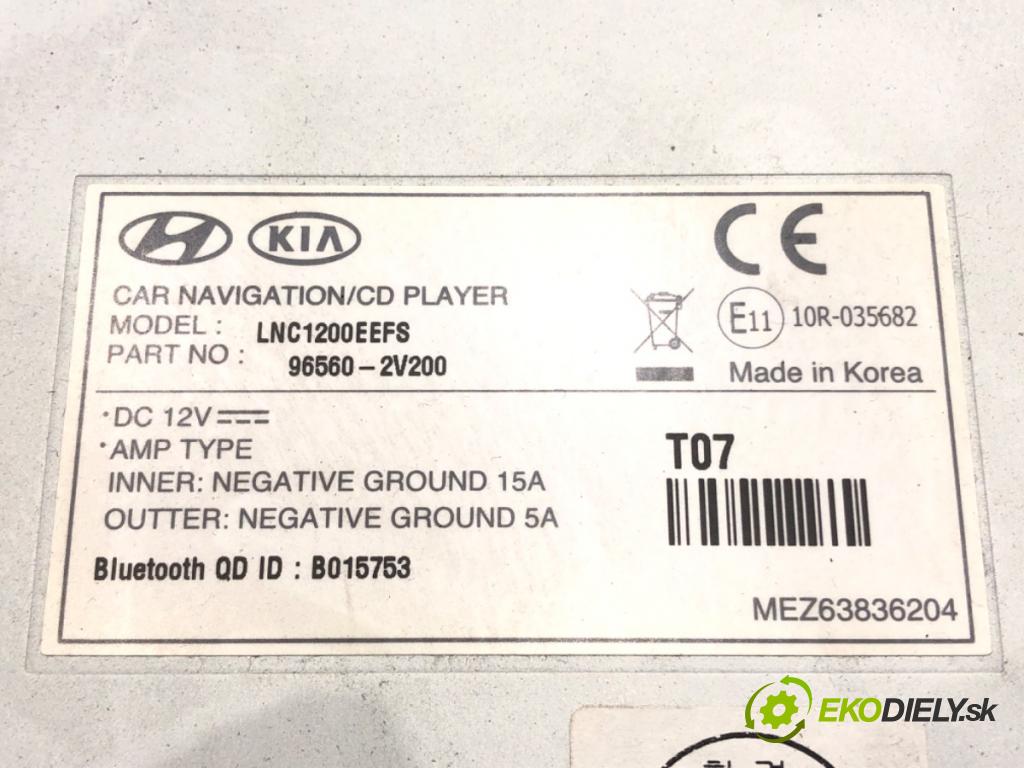 KIA
CE
CAR NAVIGATION/CD PLAYER
MODEL : LNC1200EEFS
PART NO : 96560-2V200
E11 10R-035682
Made in Korea
·DC 12V
·AMP TYPE
INNER: NEGATIVE GROUND 15A
OUTTER: NEGATIVE GROUND 5A
Bluetooth QD ID : B015753
T07
MEZ63836204
EKODIELY.sk